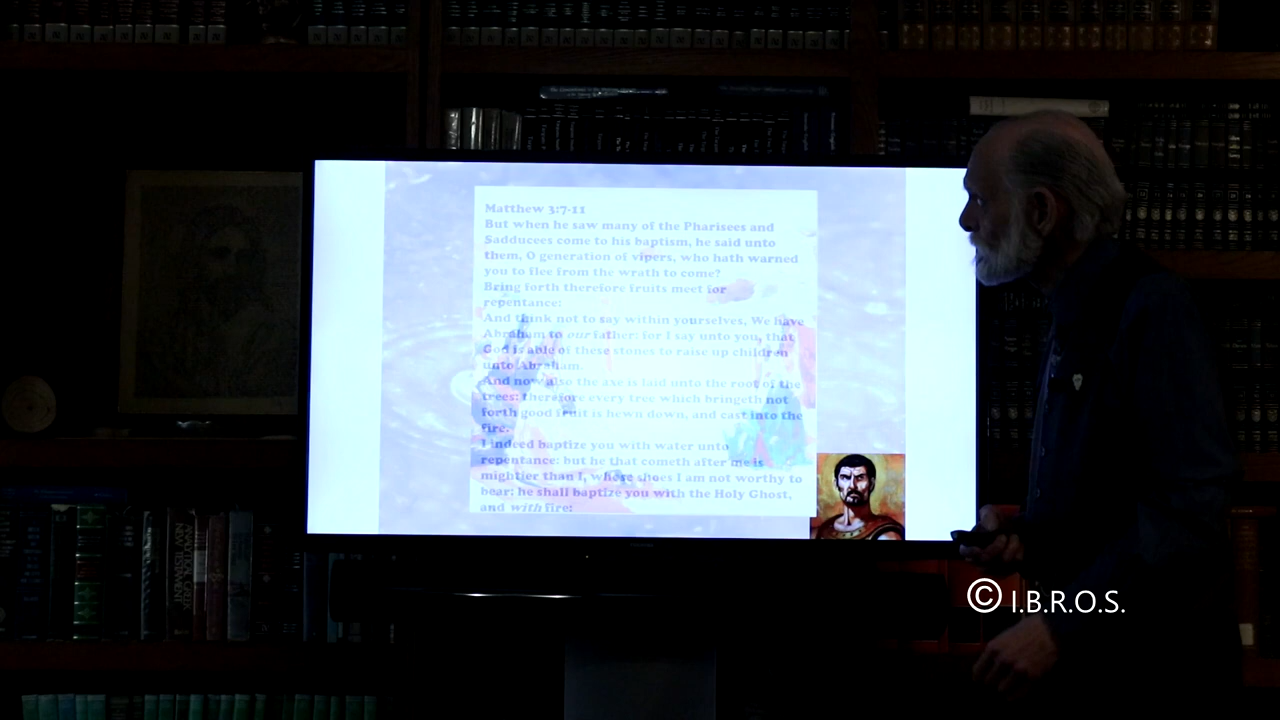 Matthew 3:7-11
But when he saw many of the Pharisees and
Sadducees come to his baptism, he said unto
them, O generation of vipers, who hath warned
you to flee from the wrath to come?
Bring forth therefore fruits meet for
repentance:
And think not to say within yourselves, We have
Abraham to our father: for I say unto you, that
God is able of these stones to raise up children
unto Abraham.
And now also the axe is laid unto the root of the
trees: therefore every tree which bringeth not
forth good fruit is hewn down, and cast into the
fire.
I indeed baptize you with water unto
repentance: but he that cometh after me is
mightier than I, whose shoes I am not worthy to
bear: he shall baptize you with the Holy Ghost,
and with fire:
ANALYTICAL GREEK
NEW TESTAMENT
© I.B.R.O.S.